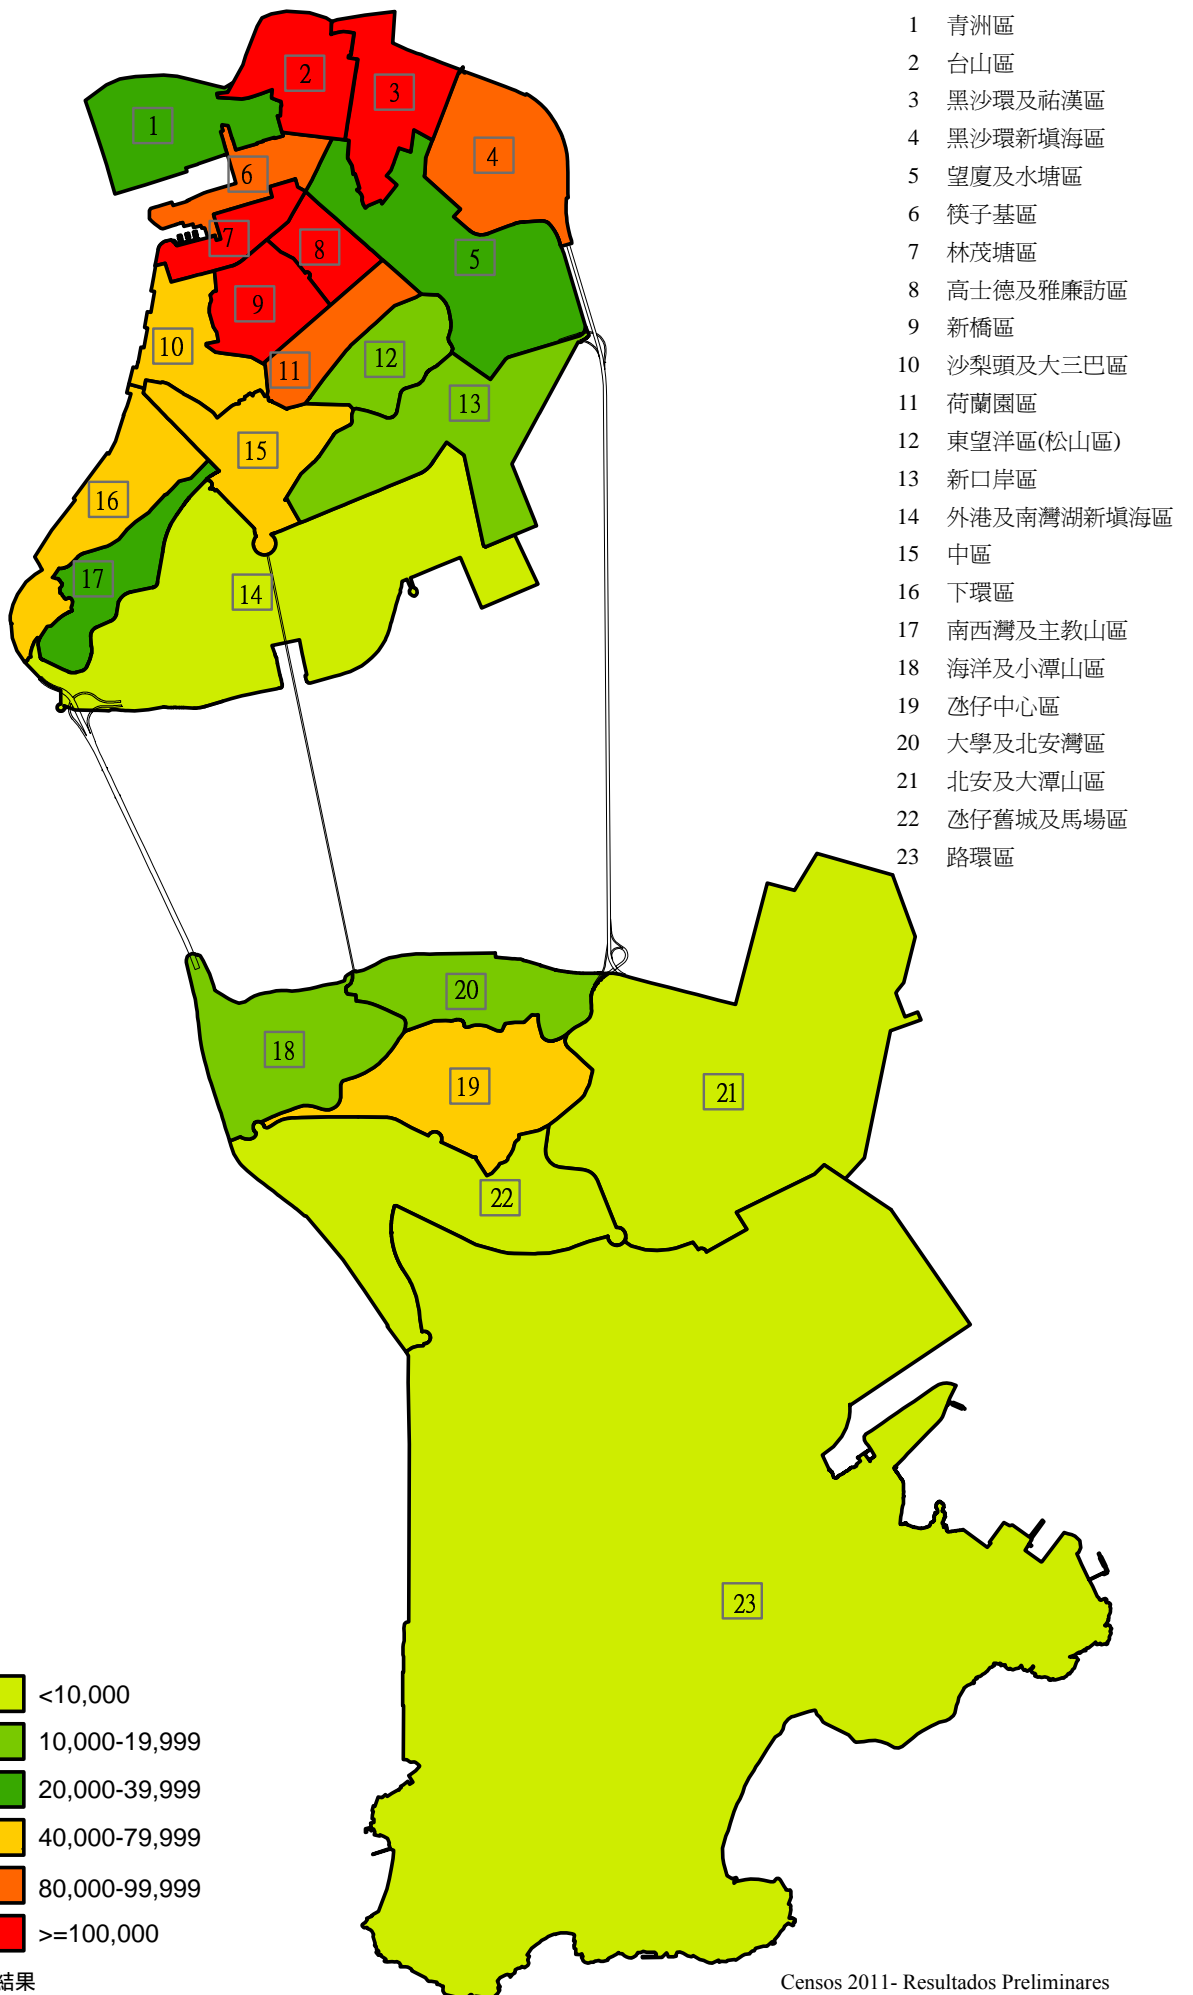 1 青洲區
2 台山區
3 黑沙環及祐漢區
4 黑沙環新填海區
5 望廈及水塘區
6 筷子基區
7 林茂塘區
8 高士德及雅廉訪區
9 新橋區
10 沙梨頭及大三巴區
11 荷蘭園區
12 東望洋區(松山區)
13 新口岸區
14 外港及南灣湖新填海區
15 中區
16 下環區
17 南西灣及主教山區
18 海洋及小潭山區
19 氹仔中心區
20 大學及北安灣區
21 北安及大潭山區
22 氹仔舊城及馬場區
23 路環區
2
3
1
4
6
7
8
5
9
10
12
11
13
15
16
17
14
20
18
19
21
22
23
<10,000
10,000-19,999
20,000-39,999
40,000-79,999
80,000-99,999
>=100,000
結果
Censos 2011- Resultados Preliminares